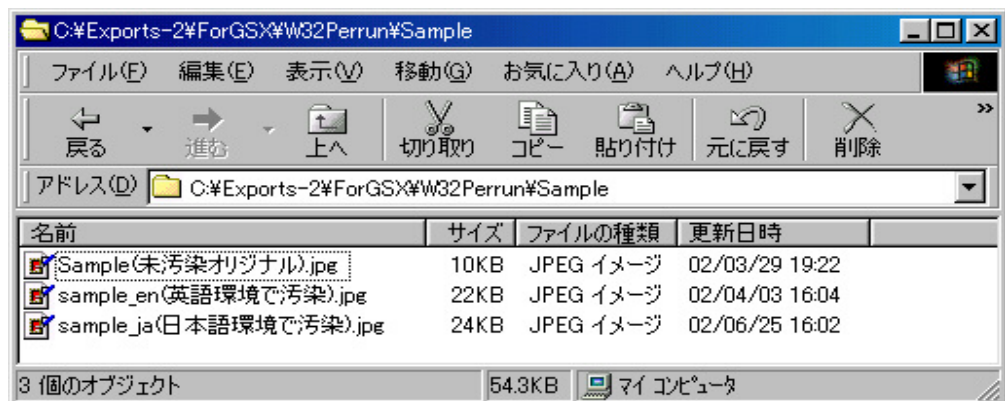 C:¥Exports-2¥ForGSX¥W32Perrun¥Sample
ファイル(F) 編集(E) 表示(V) 移動(G) お気に入り(A) ヘルプ(H)
戻る 進む 上へ 切り取り コピー 貼り付け 元に戻す 削除 »
アドレス(D) C:¥Exports-2¥ForGSX¥W32Perrun¥Sample
名前 サイズ ファイルの種類 更新日時
Sample(未汚染オリジナル).jpg 10KB JPEG イメージ 02/03/29 19:22
sample_en(英語環境で汚染).jpg 22KB JPEG イメージ 02/04/03 16:04
sample_ja(日本語環境で汚染).jpg 24KB JPEG イメージ 02/06/25 16:02
3 個のオブジェクト 54.3KB マイ コンピュータ